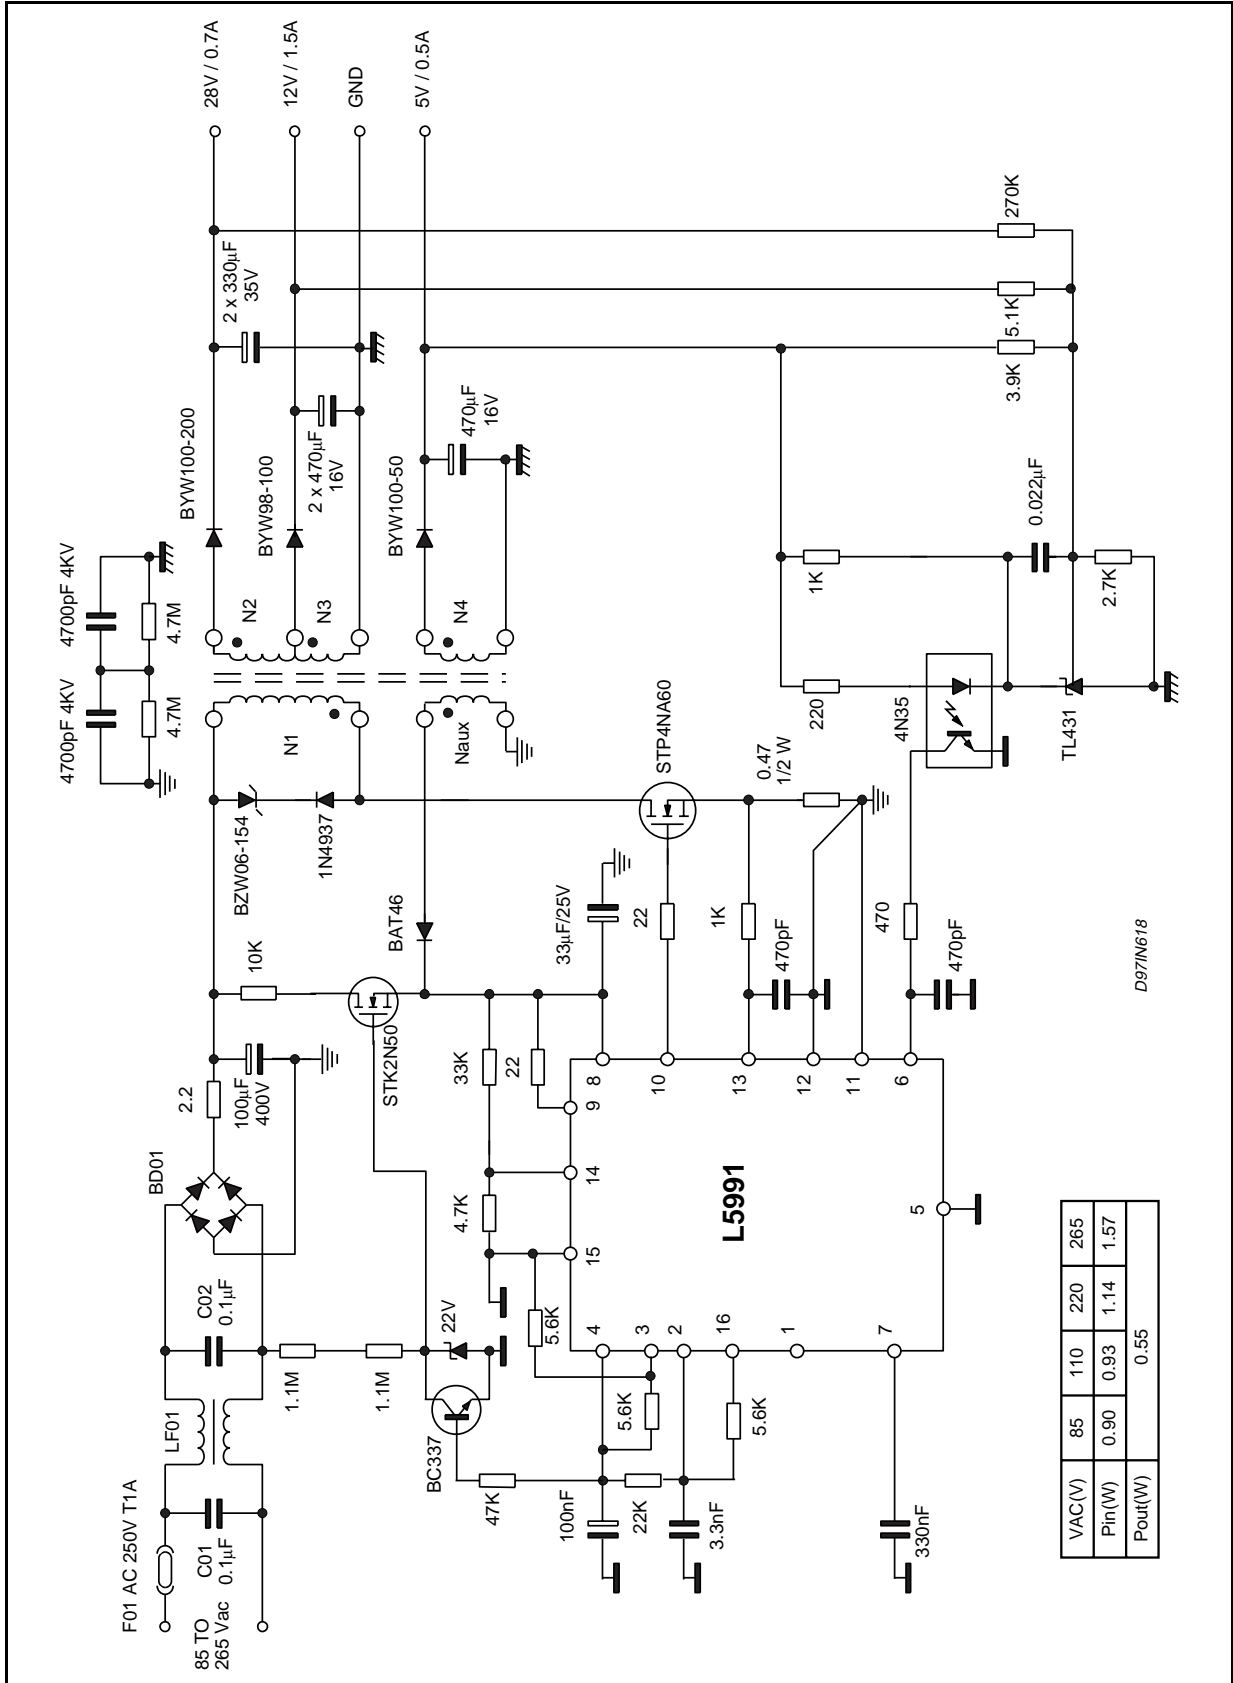 F01 AC 250V T1A
85 TO
265 Vac
C01
0.1µF
LF01
C02
0.1µF
BD01
2.2
100µF
400V
10K
STK2N50
BZW06-154
1N4937
BAT46
4700pF 4KV
4700pF 4KV
4.7M
4.7M
N1
Naux
N2
N3
N4
BYW100-200
BYW98-100
BYW100-50
2 x 330µF
35V
2 x 470µF
16V
470µF
16V
28V / 0.7A
12V / 1.5A
GND
5V / 0.5A
1.1M
1.1M
BC337
22V
47K
33K
22
4.7K
5.6K
33µF/25V
22
STP4NA60
1K
0.47
1/2 W
470pF
470
470pF
4N35
220
1K
TL431
0.022µF
2.7K
3.9K
5.1K
270K
100nF
22K
5.6K
3.3nF
5.6K
330nF
L5991
4
3
2
16
1
7
15
14
9
8
10
13
12
11
6
5
VAC(V) 85 110 220 265
Pin(W) 0.90 0.93 1.14 1.57
Pout(W) 0.55
D97IN618